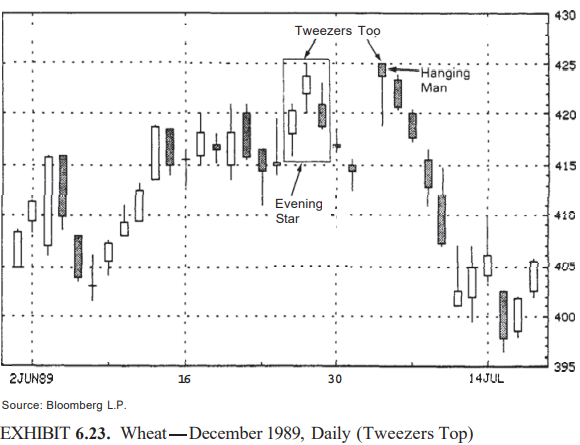 430
Tweezers Top
425
Hanging
Man
420
415
Evening
Star
410
405
400
395
2JUN89
16
30
14JUL
Source: Bloomberg L.P.
EXHIBIT 6.23. Wheat—December 1989, Daily (Tweezers Top)